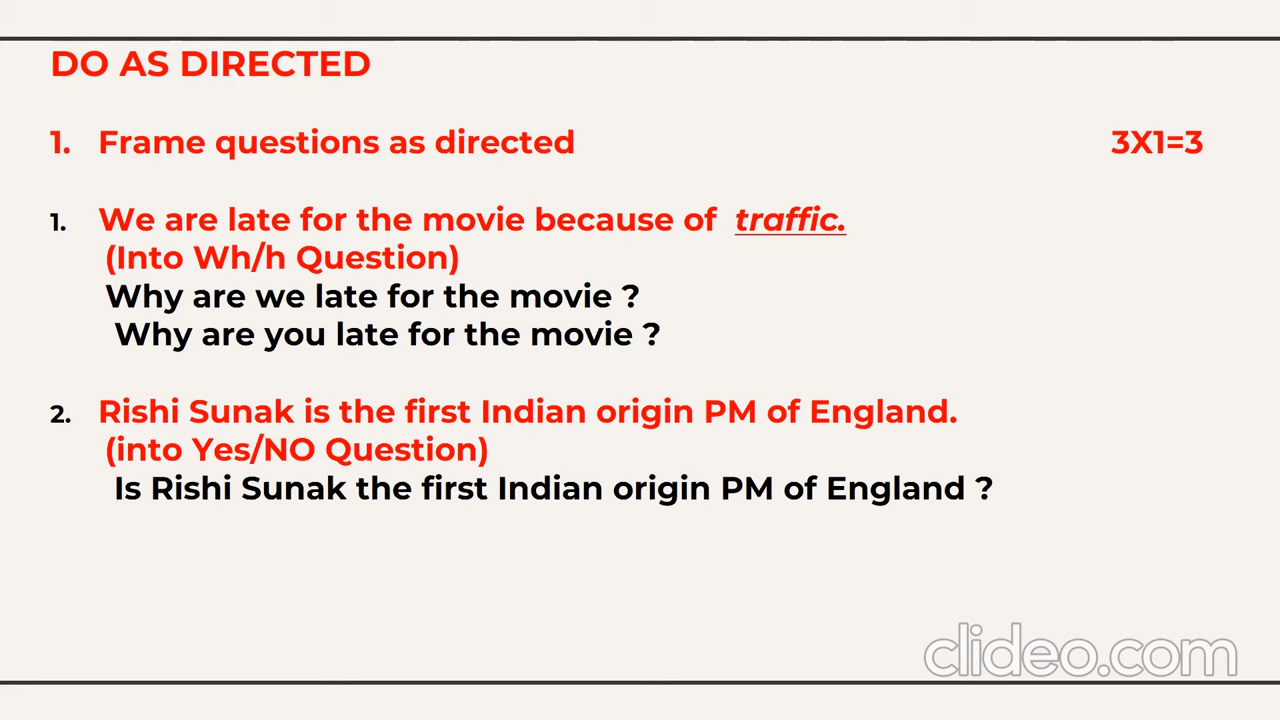 DO AS DIRECTED
1. Frame questions as directed 3X1=3
1. We are late for the movie because of traffic.
(Into Wh/h Question)
Why are we late for the movie ?
Why are you late for the movie ?
2. Rishi Sunak is the first Indian origin PM of England.
(into Yes/NO Question)
Is Rishi Sunak the first Indian origin PM of England ?
clideo.com